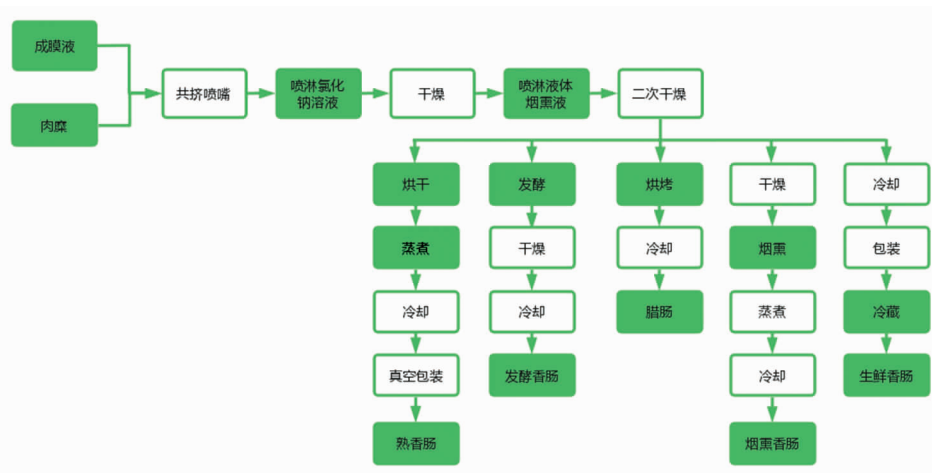 成膜液
肉糜
共挤喷嘴
喷淋氯化
钠溶液
干燥
喷淋液体
烟熏液
二次干燥
烘干
蒸煮
冷却
真空包装
熟香肠
发酵
干燥
冷却
发酵香肠
烘烤
冷却
腊肠
干燥
烟熏
蒸煮
冷却
烟熏香肠
冷却
包装
冷藏
生鲜香肠